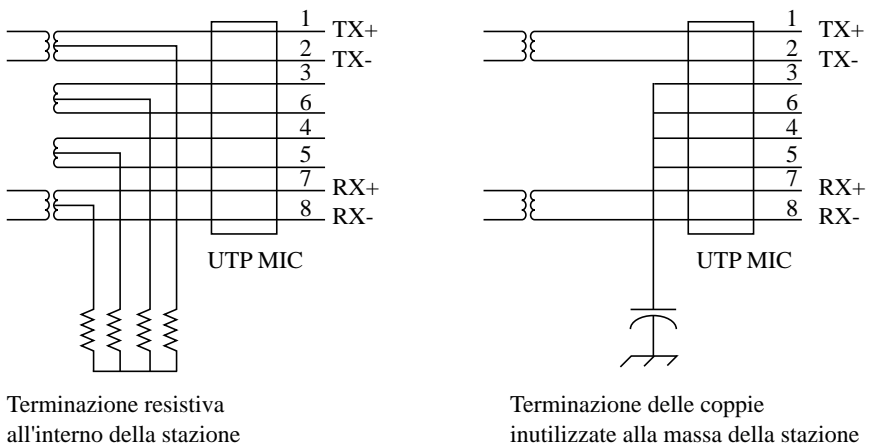 1 TX+
2 TX-
3
6
4
5
7 RX+
8 RX-
UTP MIC
Terminazione resistiva
all'interno della stazione
1 TX+
2 TX-
3
6
4
5
7 RX+
8 RX-
UTP MIC
Terminazione delle coppie
inutilizzate alla massa della stazione